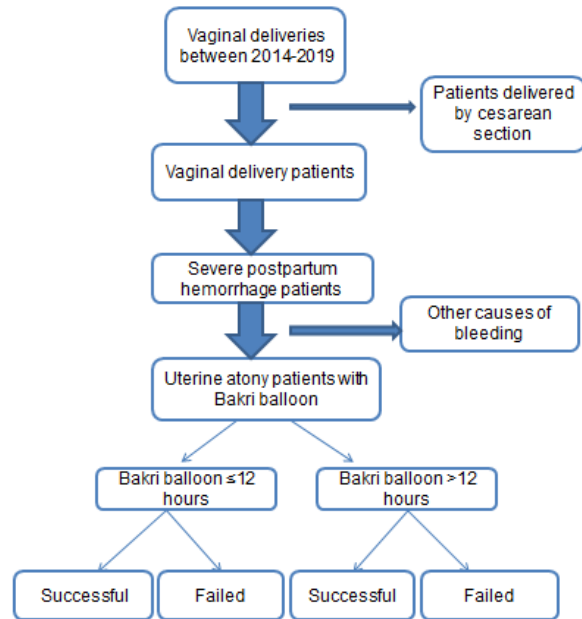 Vaginal deliveries
between 2014-2019
Patients delivered
by cesarean
section
Vaginal delivery patients
Severe postpartum
hemorrhage patients
Other causes of
bleeding
Uterine atony patients with
Bakri balloon
Bakri balloon ≤12
hours
Bakri balloon >12
hours
Successful
Failed
Successful
Failed